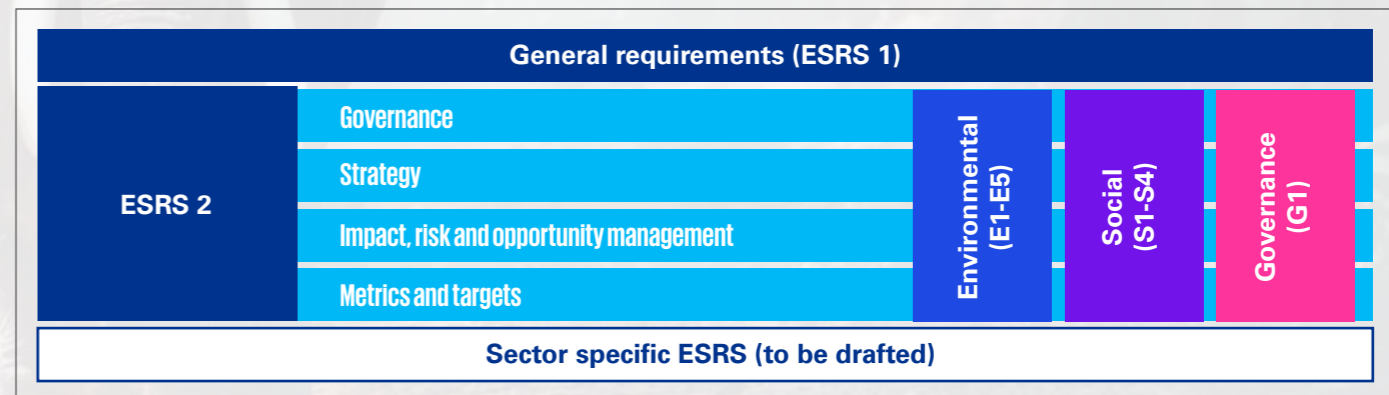 General requirements (ESRS 1)
ESRS 2
Governance
Strategy
Impact, risk and opportunity management
Metrics and targets
Environmental
(E1-E5)
Social
(S1-S4)
Governance
(G1)
Sector specific ESRS (to be drafted)